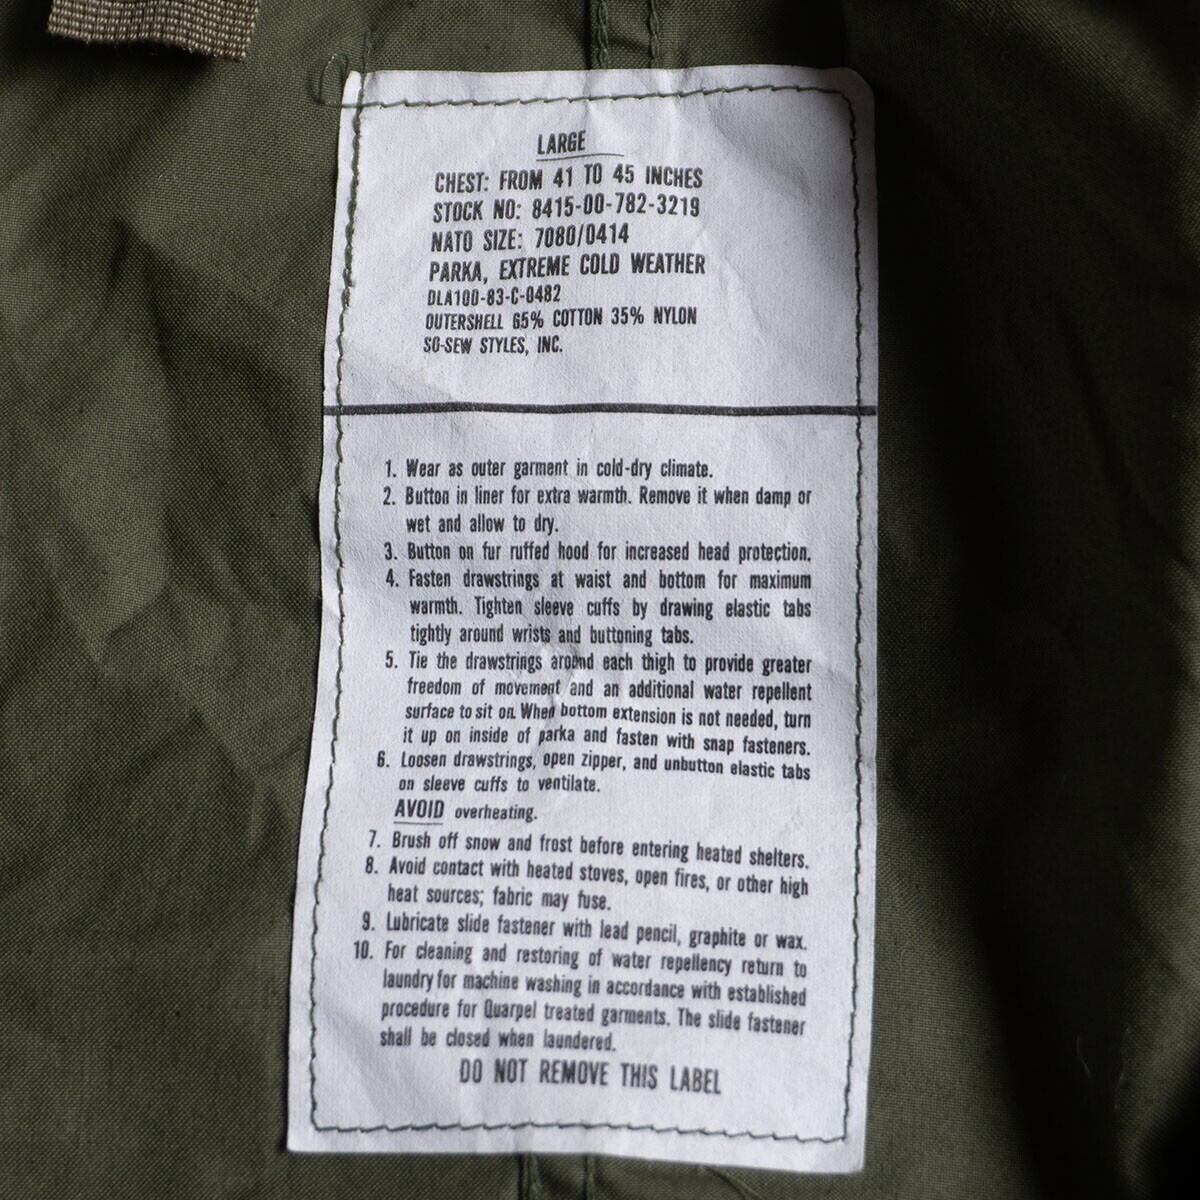 LARGE
CHEST: FROM 41 TO 45 INCHES
STOCK NO: 8415-00-782-3219
NATO SIZE: 7080/0414
PARKA, EXTREME COLD WEATHER
DLA100-83-C-0482
OUTERSHELL 65% COTTON 35% NYLON
SO-SEW STYLES, INC.
1. Wear as outer garment in cold-dry climate.
2. Button in liner for extra warmth. Remove it when damp or
wet and allow to dry.
3. Button on fur ruffed hood for increased head protection.
4. Fasten drawstrings at waist and bottom for maximum
warmth. Tighten sleeve cuffs by drawing elastic tabs
tightly around wrists and buttoning tabs.
5. Tie the drawstrings around each thigh to provide greater
freedom of movement and an additional water repellent
surface to sit on. When bottom extension is not needed, turn
it up on inside of parka and fasten with snap fasteners.
6. Loosen drawstrings, open zipper, and unbutton elastic tabs
on sleeve cuffs to ventilate.
AVOID overheating.
7. Brush off snow and frost before entering heated shelters.
8. Avoid contact with heated stoves, open fires, or other high
heat sources; fabric may fuse.
9. Lubricate slide fastener with lead pencil, graphite or wax.
10. For cleaning and restoring of water repellency return to
laundry for machine washing in accordance with established
procedure for Quarpel treated garments. The slide fastener
shall be closed when laundered.
DO NOT REMOVE THIS LABEL